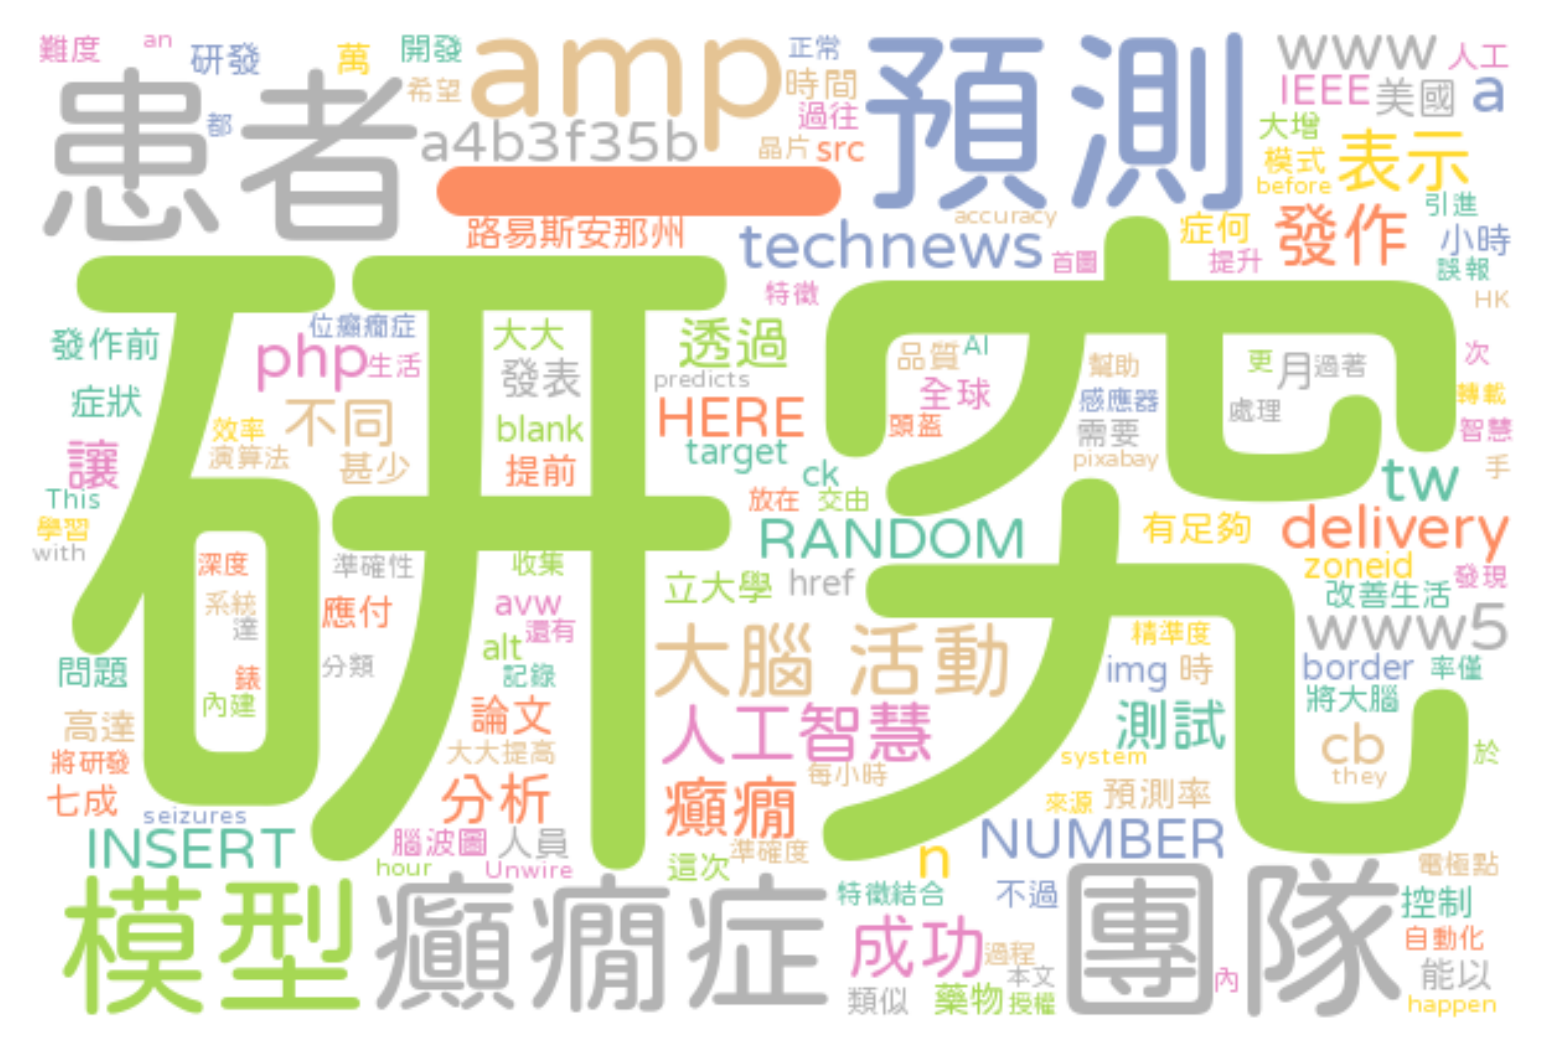 難度 an 研發 萬 開發 amp 正常 預測 www 人工
患者 都 希望 時間 IEEE 美國 a
a4b3f35b 過往 晶片 src 大增 模式 表示 before
一 路易斯安那州 technews accuracy 首圖 症何 提升 發作 引進 小時 誤報 HK
研究
特徵
發作前 位癲癇症 php 生活 大大 發表 透過 predicts 品質 AI 全球 幫助 更 月 過著 次
症狀 效率 不同 演算法 甚少 blank 提前 HERE target 頭盔 感應器 需要 pixabay 處理 轉載 智慧 手
讓 This 學習 with ck 放在 交由 RANDOM 有足夠 tw delivery zoneid 發現
深度 準確性 收集 立大學 href 改善生活
系統 達 應付 avw 還有 alt 大腦 活動 精準度 www5
問題 錶 分類 記錄 img 時 border 率僅
內建 高達 論文 人工智慧 測試 將大腦 cb they 於
將研發 大大提高 每小時 system
七成 seizures 分析 癲癇 來源 預測率
INSERT 腦波圖 人員 hour Unwire 這次 準確度 n NUMBER 電極點
模型 癲癇症 特徵結合 不過 團隊 控制
成功 過程 本文 內 自動化
類似 藥物 授權 能以 happen